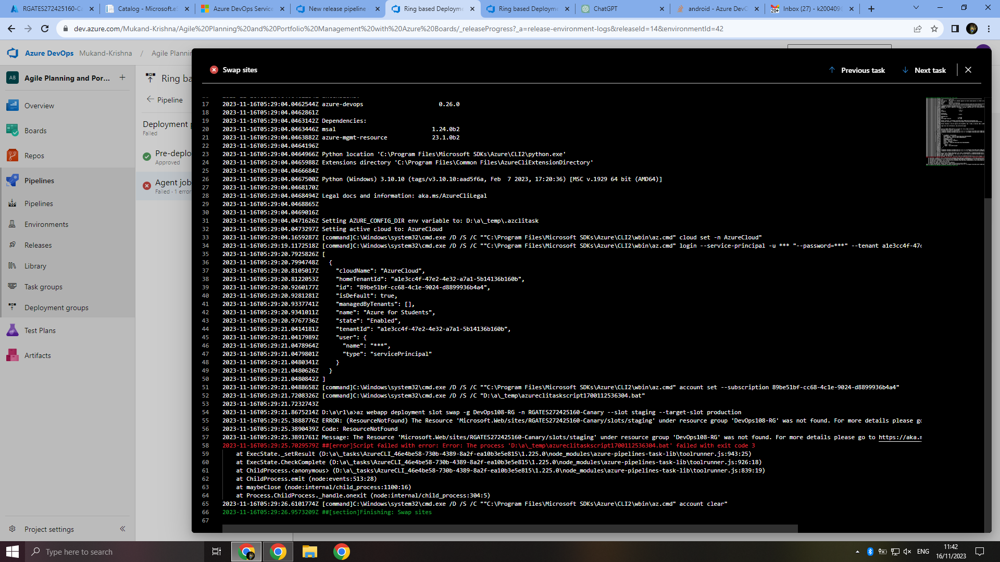 RGATES272425160-Ca
Catalog - Microsoft.eS
Azure DevOps Service
New release pipeline
Ring based Deployme
Ring based Deployme
ChatGPT
android - Azure DevO
Inbox (27) - k200409
dev.azure.com/Mukand-Krishna/Agile%20Planning%20and%20Portfolio%20Management%20with%20Azure%20Boards/_releaseProgress?_a=release-environment-logs&releaseId=14&environmentId=42
Azure DevOps Mukand-Krishna / Agile Plannin
AB Agile Planning and Por...
Overview
Boards
Repos
Pipelines
Pipelines
Environments
Releases
Library
Task groups
Deployment groups
Test Plans
Artifacts
Project settings
Ring ba
Pipeline
Deployment p
Failed
Pre-deplo
Approved
Agent job
Failed · 1 error
Swap sites
Previous task
Next task
17 2023-11-16T05:29:04.0462544Z azure-devops 0.26.0
18 2023-11-16T05:29:04.0462861Z
19 2023-11-16T05:29:04.0463142Z Dependencies:
20 2023-11-16T05:29:04.0463446Z msal 1.24.0b2
21 2023-11-16T05:29:04.0463882Z azure-mgmt-resource 23.1.0b2
22 2023-11-16T05:29:04.0464196Z
23 2023-11-16T05:29:04.0464966Z Python location 'C:\Program Files\Microsoft SDKs\Azure\CLI2\python.exe'
24 2023-11-16T05:29:04.0465988Z Extensions directory 'C:\Program Files\Common Files\AzureCliExtensionDirectory'
25 2023-11-16T05:29:04.0466684Z
26 2023-11-16T05:29:04.0467500Z Python (Windows) 3.10.10 (tags/v3.10.10:aad5f6a, Feb  7 2023, 17:20:36) [MSC v.1929 64 bit (AMD64)]
27 2023-11-16T05:29:04.0468170Z
28 2023-11-16T05:29:04.0468494Z Legal docs and information: aka.ms/AzureCliLegal
29 2023-11-16T05:29:04.0468865Z
30 2023-11-16T05:29:04.0469016Z
31 2023-11-16T05:29:04.0471626Z Setting AZURE_CONFIG_DIR env variable to: D:\a\_temp\.azclitask
32 2023-11-16T05:29:04.0473297Z Setting active cloud to: AzureCloud
33 2023-11-16T05:29:04.1659287Z [command]C:\Windows\system32\cmd.exe /D /S /C ""C:\Program Files\Microsoft SDKs\Azure\CLI2\wbin\az.cmd" cloud set -n AzureCloud"
34 2023-11-16T05:29:19.1172518Z [command]C:\Windows\system32\cmd.exe /D /S /C ""C:\Program Files\Microsoft SDKs\Azure\CLI2\wbin\az.cmd" login --service-principal -u *** "--password=***" --tenant a1e3cc4f-47e
35 2023-11-16T05:29:20.7925826Z [
36 2023-11-16T05:29:20.7994748Z   {
37 2023-11-16T05:29:20.8105017Z     "cloudName": "AzureCloud",
38 2023-11-16T05:29:20.8122053Z     "homeTenantId": "a1e3cc4f-47e2-4e32-a7a1-5b14136b160b",
39 2023-11-16T05:29:20.9260177Z     "id": "89be51bf-cc68-4c1e-9024-d8899936b4a4",
40 2023-11-16T05:29:20.9281281Z     "isDefault": true,
41 2023-11-16T05:29:20.9337741Z     "managedByTenants": [],
42 2023-11-16T05:29:20.9341011Z     "name": "Azure for Students",
43 2023-11-16T05:29:20.9767736Z     "state": "Enabled",
44 2023-11-16T05:29:21.0414181Z     "tenantId": "a1e3cc4f-47e2-4e32-a7a1-5b14136b160b",
45 2023-11-16T05:29:21.0417989Z     "user": {
46 2023-11-16T05:29:21.0478964Z       "name": "***",
47 2023-11-16T05:29:21.0479801Z       "type": "servicePrincipal"
48 2023-11-16T05:29:21.0480341Z     }
49 2023-11-16T05:29:21.0480626Z   }
50 2023-11-16T05:29:21.0480842Z ]
51 2023-11-16T05:29:21.0488658Z [command]C:\Windows\system32\cmd.exe /D /S /C ""C:\Program Files\Microsoft SDKs\Azure\CLI2\wbin\az.cmd" account set --subscription 89be51bf-cc68-4c1e-9024-d8899936b4a4"
52 2023-11-16T05:29:21.7208326Z [command]C:\Windows\system32\cmd.exe /D /S /C "D:\a\_temp\azureclitaskscript1700112536304.bat"
53 2023-11-16T05:29:21.7232743Z
54 2023-11-16T05:29:21.8675214Z D:\a\r1\a>az webapp deployment slot swap -g DevOps108-RG -n RGATES272425160-Canary --slot staging --target-slot production
55 2023-11-16T05:29:25.3888776Z ERROR: (ResourceNotFound) The Resource 'Microsoft.Web/sites/RGATES272425160-Canary/slots/staging' under resource group 'DevOps108-RG' was not found. For more details please go
56 2023-11-16T05:29:25.3890439Z Code: ResourceNotFound
57 2023-11-16T05:29:25.3891761Z Message: The Resource 'Microsoft.Web/sites/RGATES272425160-Canary/slots/staging' under resource group 'DevOps108-RG' was not found. For more details please go to https://aka.m
58 2023-11-16T05:29:25.7029579Z ##[error]Script failed with error: Error: The process 'D:\a\_temp\azureclitaskscript1700112536304.bat' failed with exit code 3
59     at ExecState._setResult (D:\a\_tasks\AzureCLI_46e4be58-730b-4389-8a2f-ea10b3e5e815\1.225.0\node_modules\azure-pipelines-task-lib\toolrunner.js:943:25)
60     at ExecState.CheckComplete (D:\a\_tasks\AzureCLI_46e4be58-730b-4389-8a2f-ea10b3e5e815\1.225.0\node_modules\azure-pipelines-task-lib\toolrunner.js:926:18)
61     at ChildProcess.<anonymous> (D:\a\_tasks\AzureCLI_46e4be58-730b-4389-8a2f-ea10b3e5e815\1.225.0\node_modules\azure-pipelines-task-lib\toolrunner.js:839:19)
62     at ChildProcess.emit (node:events:513:28)
63     at maybeClose (node:internal/child_process:1100:16)
64     at Process.ChildProcess._handle.onexit (node:internal/child_process:304:5)
65 2023-11-16T05:29:26.6101774Z [command]C:\Windows\system32\cmd.exe /D /S /C ""C:\Program Files\Microsoft SDKs\Azure\CLI2\wbin\az.cmd" account clear"
66 2023-11-16T05:29:26.9573209Z ##[section]Finishing: Swap sites
67
Type here to search
ENG
11:42
16/11/2023